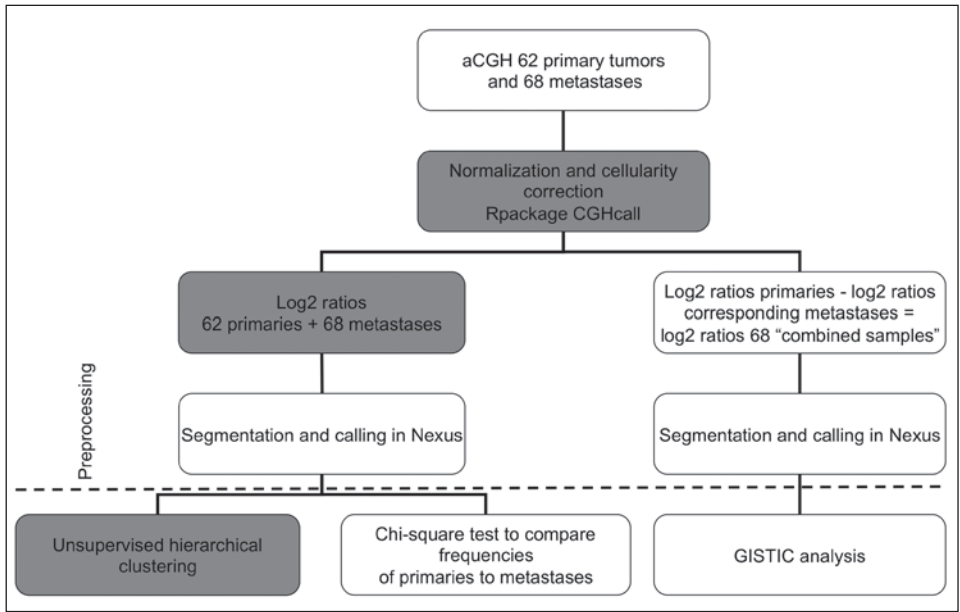 aCGH 62 primary tumors
and 68 metastases
Normalization and cellularity
correction
Rpackage CGHcall
Log2 ratios
62 primaries + 68 metastases
Log2 ratios primaries - log2 ratios
corresponding metastases =
log2 ratios 68 “combined samples”
Preprocessing
Segmentation and calling in Nexus
Segmentation and calling in Nexus
Unsupervised hierarchical
clustering
Chi-square test to compare
frequencies
of primaries to metastases
GISTIC analysis